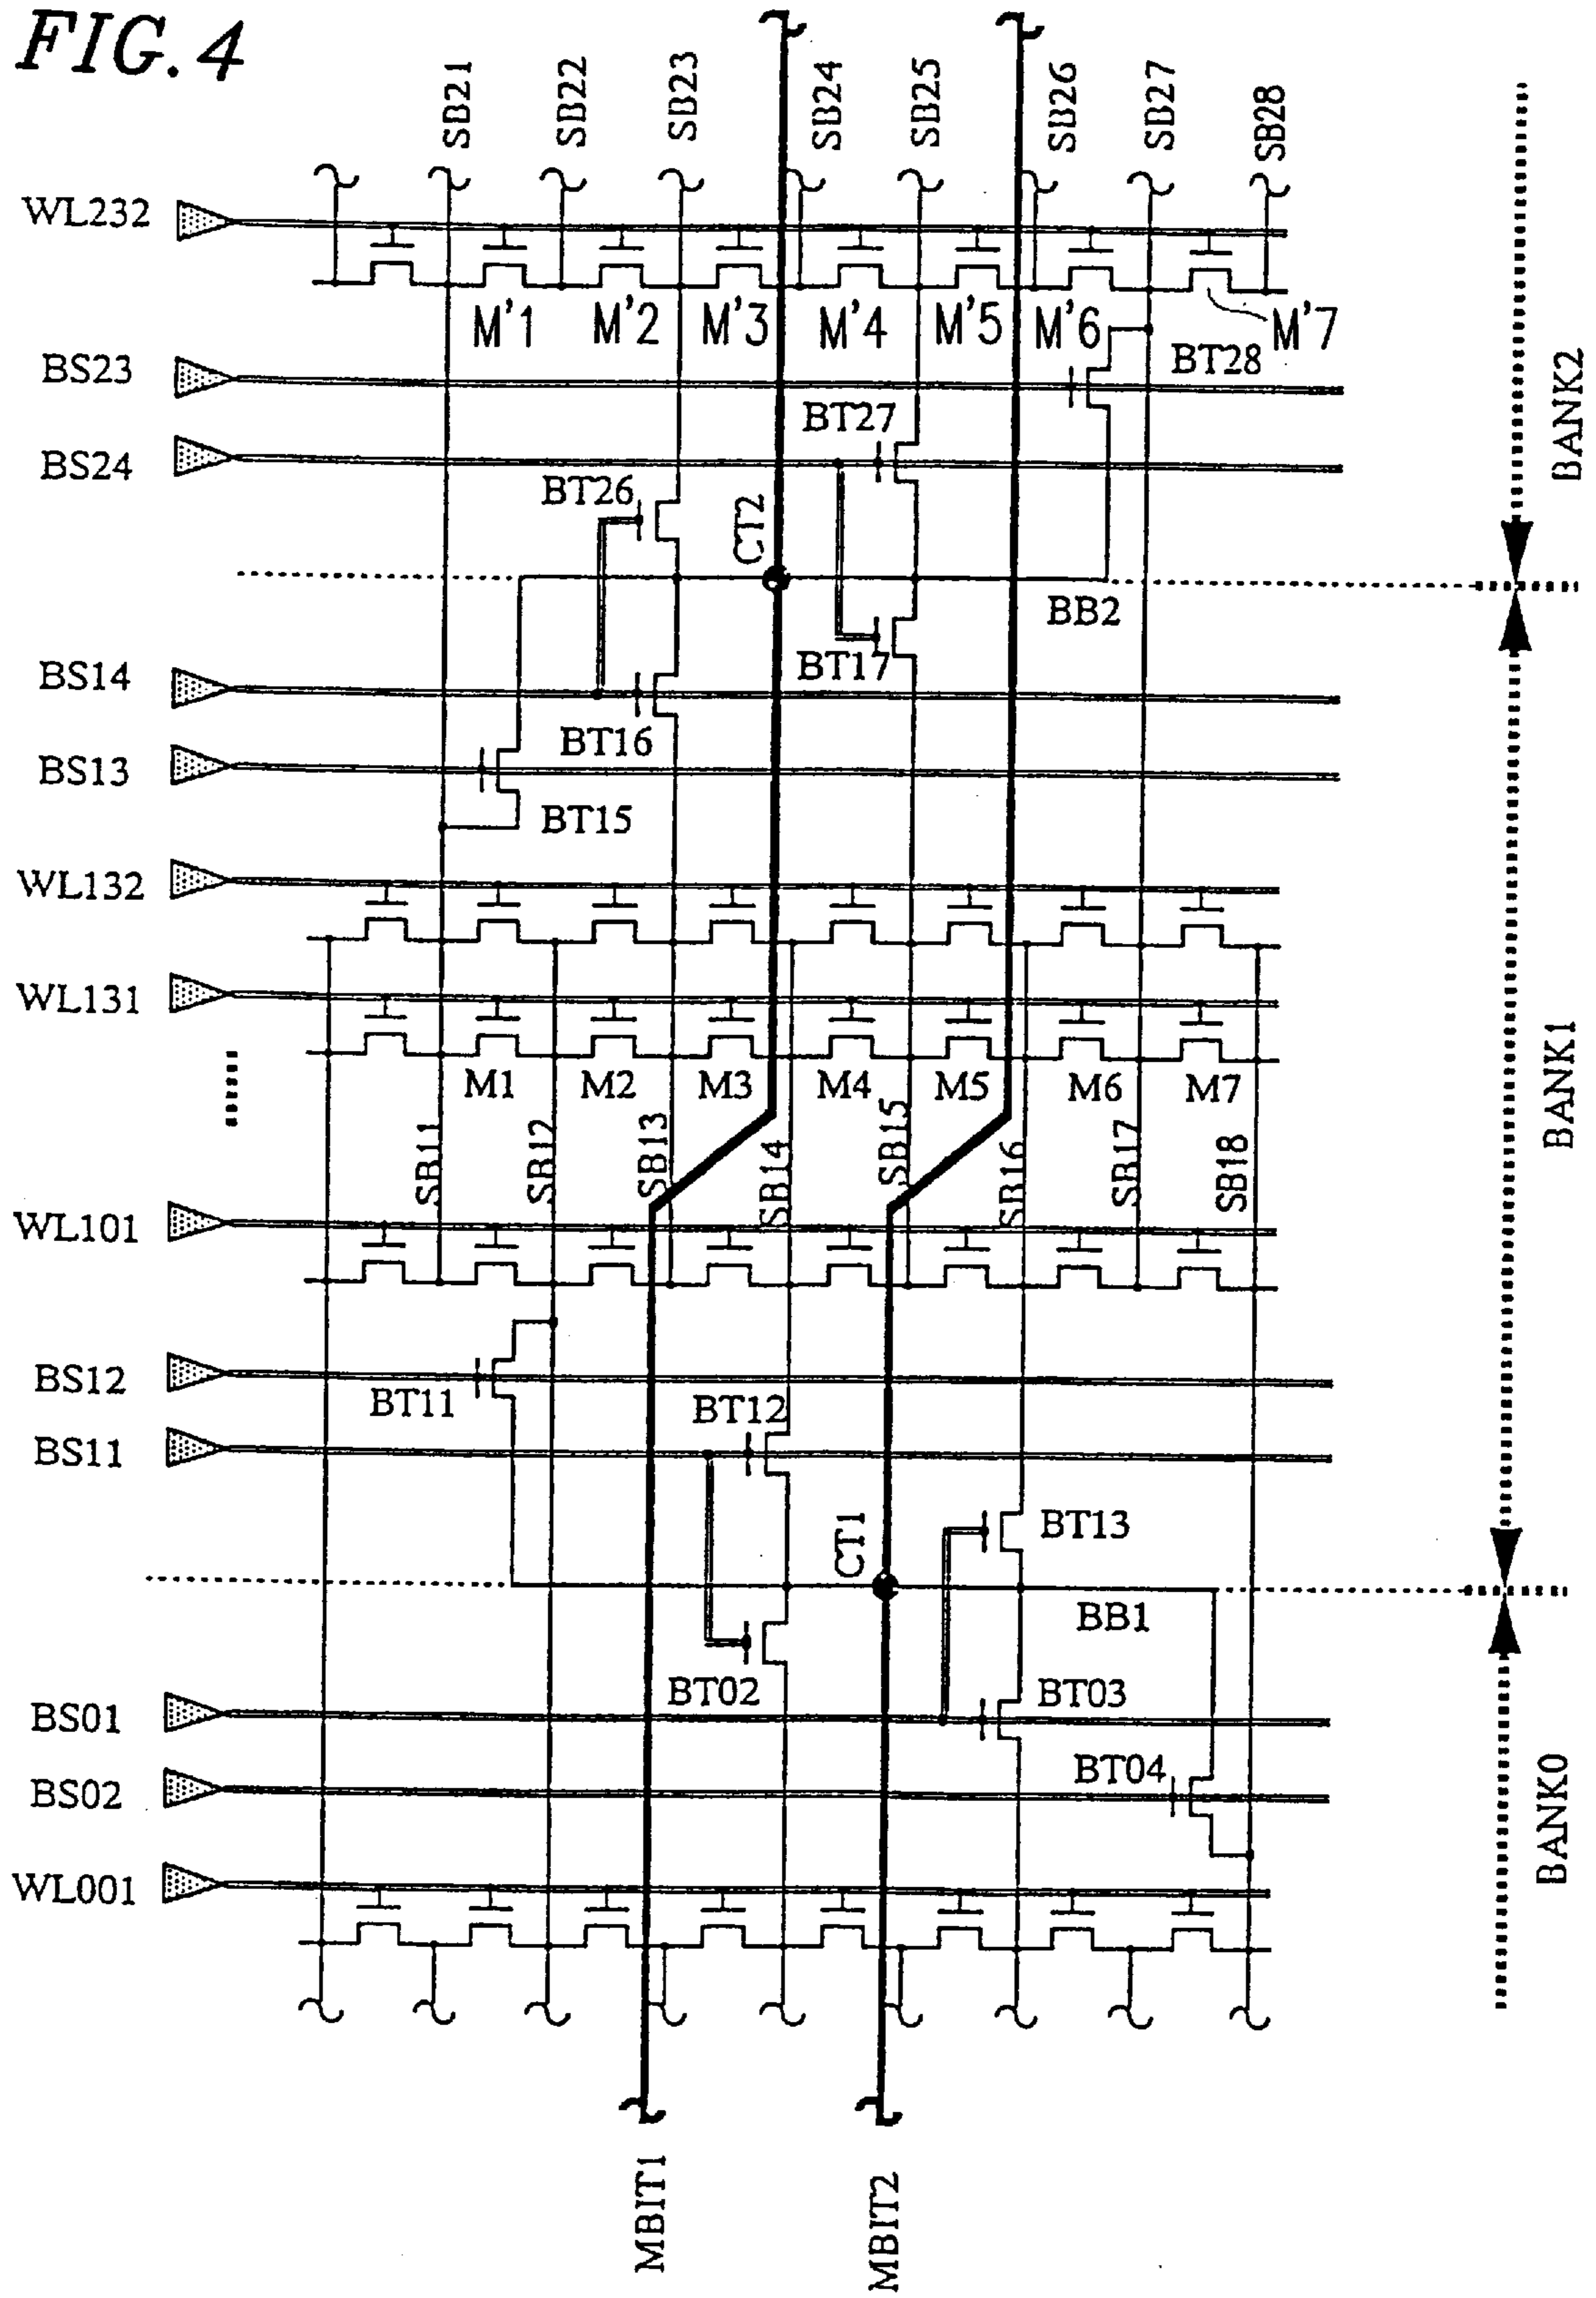 FIG. 4
SB21
SB22
SB23
SB24
SB25
SB26
SB27
SB28
WL232
M'1
M'2
M'3
M'4
M'5
M'6
M'7
BS23
BT28
BT27
BS24
BT26
CT2
BANK2
BB2
BT17
BS14
BT16
BS13
BT15
WL132
WL131
M1
M2
M3
M4
M5
M6
M7
BANK1
SB11
SB12
SB13
SB14
SB15
SB16
SB17
SB18
WL101
BS12
BT11
BT12
BS11
BT13
CT1
BB1
BT02
BT03
BS01
BT04
BS02
BANK0
WL001
MBIT1
MBIT2